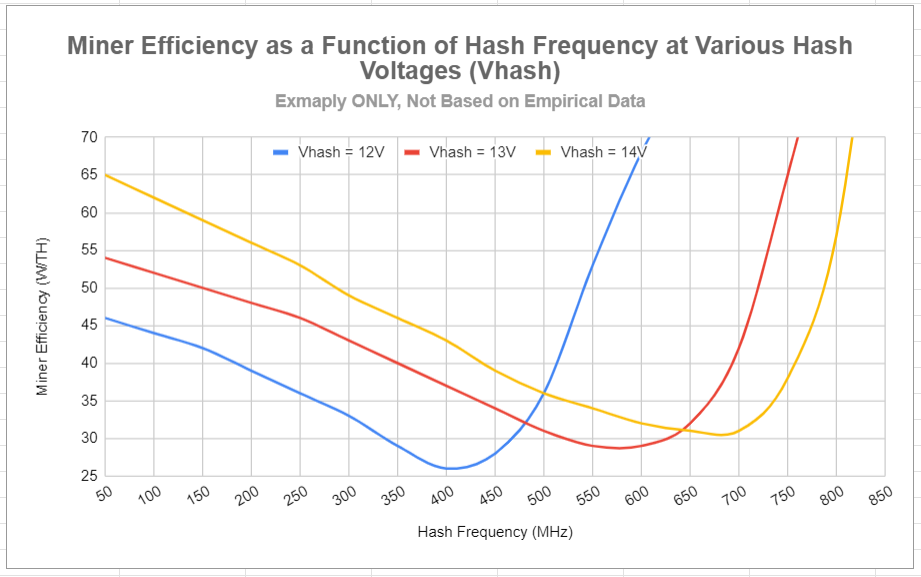 Miner Efficiency as a Function of Hash Frequency at Various Hash
Voltages (Vhash)
Exmaply ONLY, Not Based on Empirical Data
Vhash = 12V Vhash = 13V Vhash = 14V
70
65
60
55
50
45
40
35
30
25
Miner Efficiency (W/TH)
50 100 150 200 250 300 350 400 450 500 550 600 650 700 750 800 850
Hash Frequency (MHz)